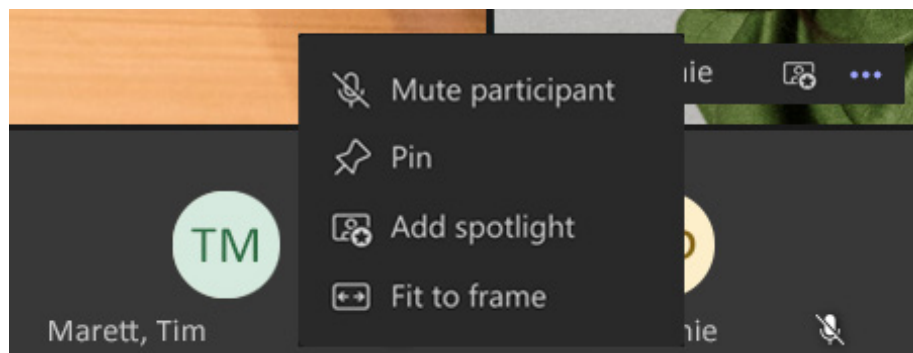 Mute participant
nie
Pin
Add spotlight
TM
Fit to frame
Marett, Tim
nie